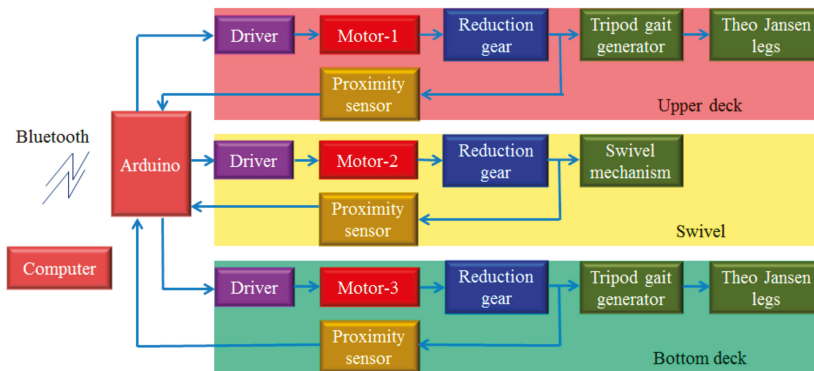 Driver
Motor-1
Reduction
gear
Tripod gait
generator
Theo Jansen
legs
Proximity
sensor
Upper deck
Bluetooth
Arduino
Driver
Motor-2
Reduction
gear
Swivel
mechanism
Proximity
sensor
Swivel
Computer
Driver
Motor-3
Reduction
gear
Tripod gait
generator
Theo Jansen
legs
Proximity
sensor
Bottom deck